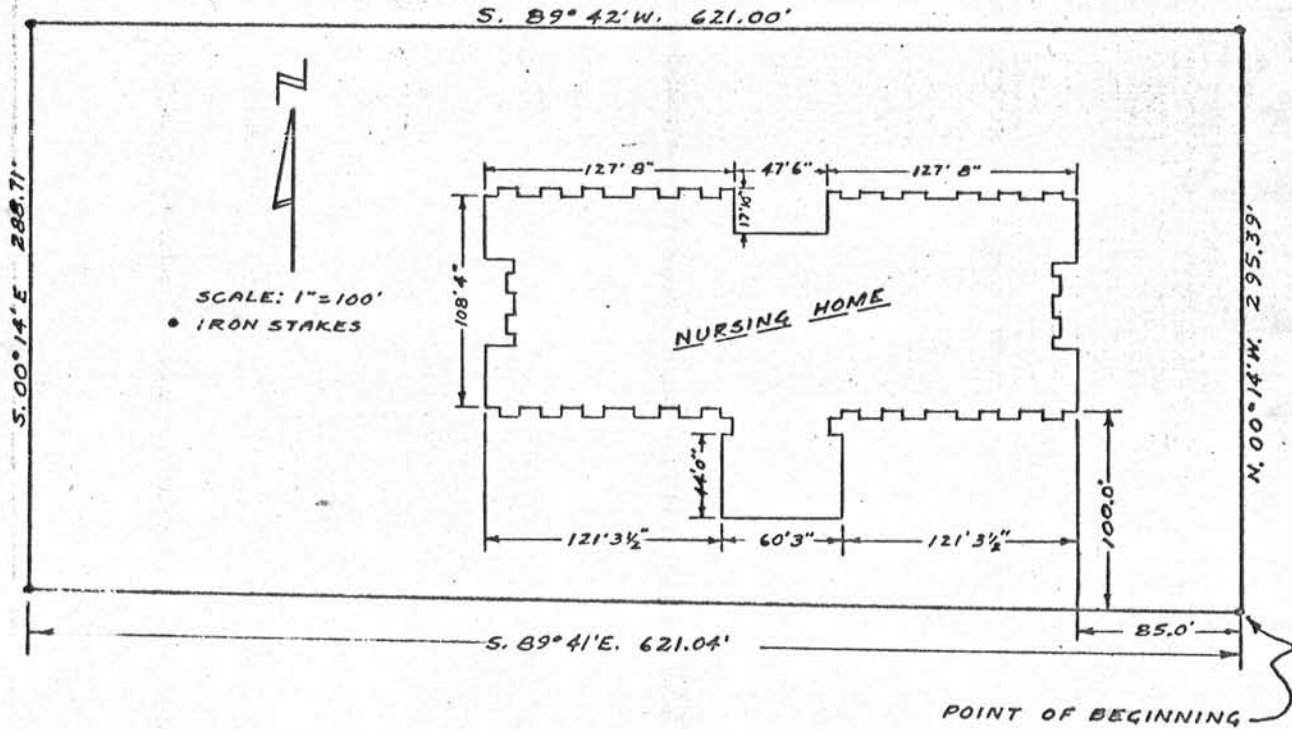 S. 89° 42' W. 621.00'
N
127' 8" 47' 6" 127' 8"
S. 00° 14' E 288.71'
108' 4"
N. 00° 14' W. 295.39'
SCALE: 1" = 100'
• IRON STAKES
NURSING HOME
44' 0"
100.0'
121' 3½" 60' 3" 121' 3½"
85.0'
S. 89° 41' E. 621.04'
POINT OF BEGINNING